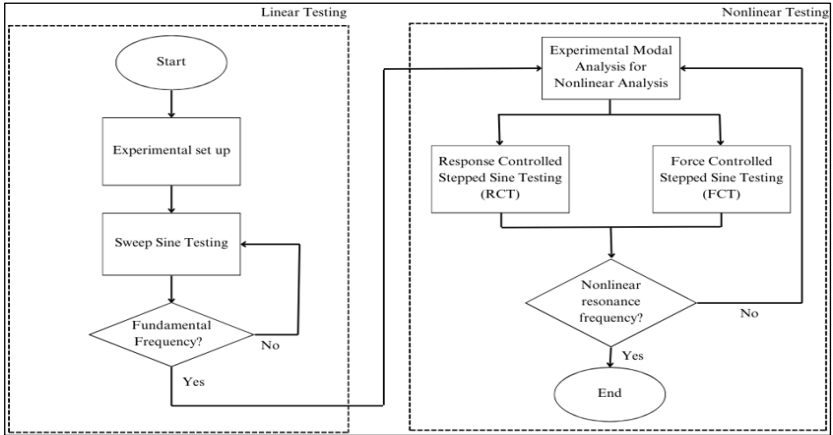 Linear Testing
Start
Experimental set up
Sweep Sine Testing
Fundamental
Frequency?
No
Yes
Nonlinear Testing
Experimental Modal
Analysis for
Nonlinear Analysis
Response Controlled
Stepped Sine Testing
(RCT)
Force Controlled
Stepped Sine Testing
(FCT)
Nonlinear
resonance
frequency?
No
Yes
End